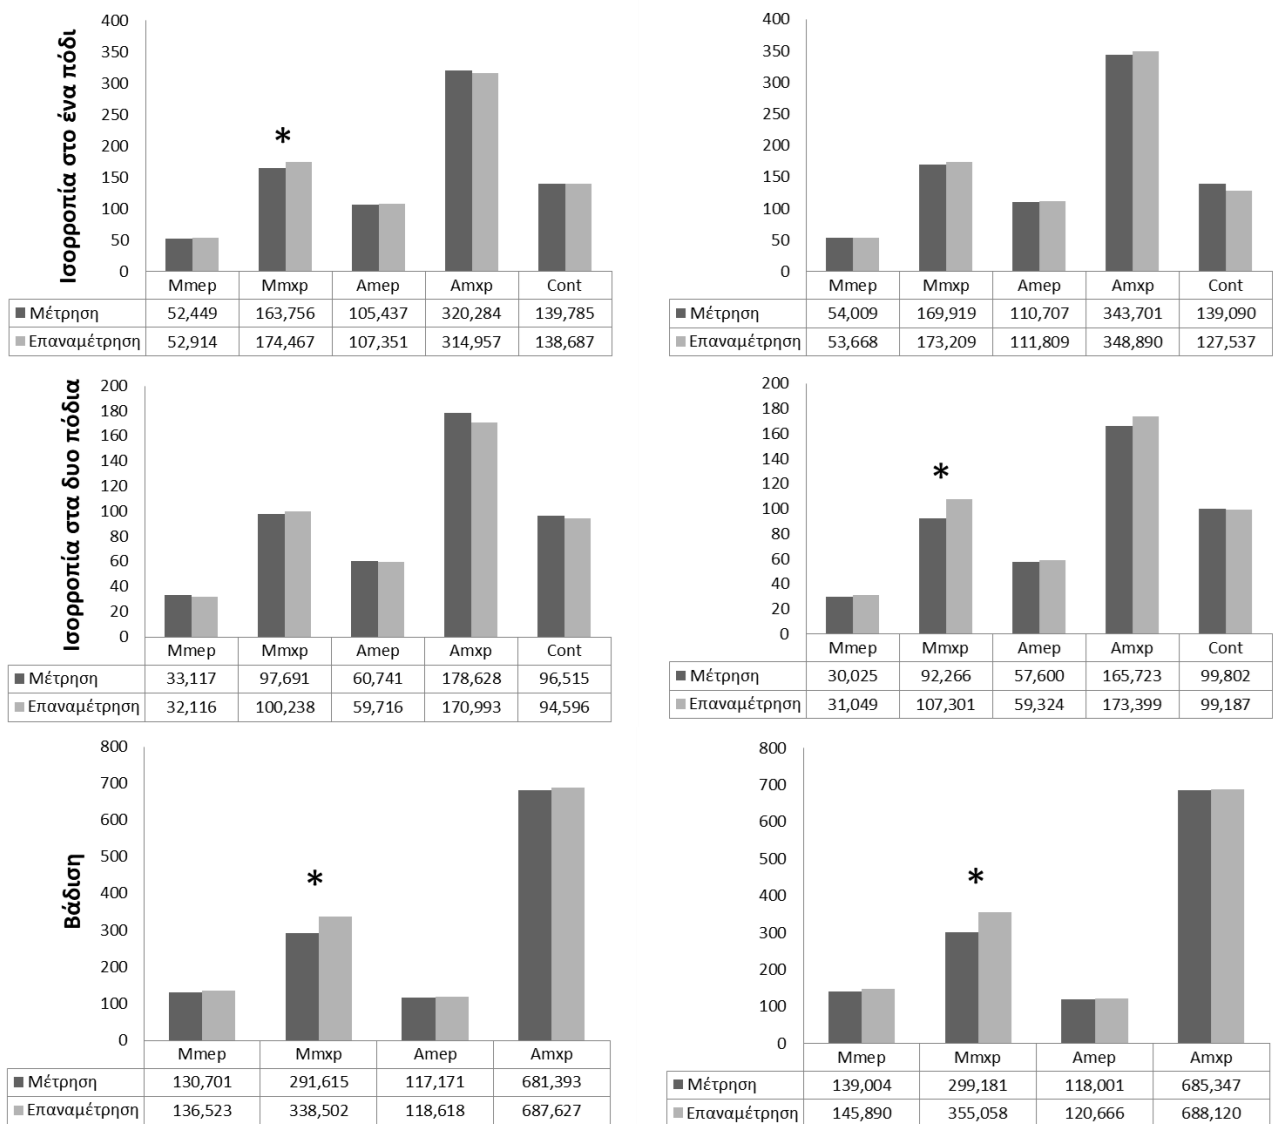 Ισορροπία στο ένα πόδι
400
350
300
250
200
150
100
50
0
*
Mmep Mmxp Amep Amxp Cont
Μέτρηση 52,449 163,756 105,437 320,284 139,785
Επαναμέτρηση 52,914 174,467 107,351 314,957 138,687
400
350
300
250
200
150
100
50
0
Mmep Mmxp Amep Amxp Cont
Μέτρηση 54,009 169,919 110,707 343,701 139,090
Επαναμέτρηση 53,668 173,209 111,809 348,890 127,537
Ισορροπία στα δυο πόδια
200
180
160
140
120
100
80
60
40
20
0
Mmep Mmxp Amep Amxp Cont
Μέτρηση 33,117 97,691 60,741 178,628 96,515
Επαναμέτρηση 32,116 100,238 59,716 170,993 94,596
200
180
160
140
120
100
80
60
40
20
0
*
Mmep Mmxp Amep Amxp Cont
Μέτρηση 30,025 92,266 57,600 165,723 99,802
Επαναμέτρηση 31,049 107,301 59,324 173,399 99,187
Βάδιση
800
700
600
500
400
300
200
100
0
*
Mmep Mmxp Amep Amxp
Μέτρηση 130,701 291,615 117,171 681,393
Επαναμέτρηση 136,523 338,502 118,618 687,627
800
700
600
500
400
300
200
100
0
*
Mmep Mmxp Amep Amxp
Μέτρηση 139,004 299,181 118,001 685,347
Επαναμέτρηση 145,890 355,058 120,666 688,120